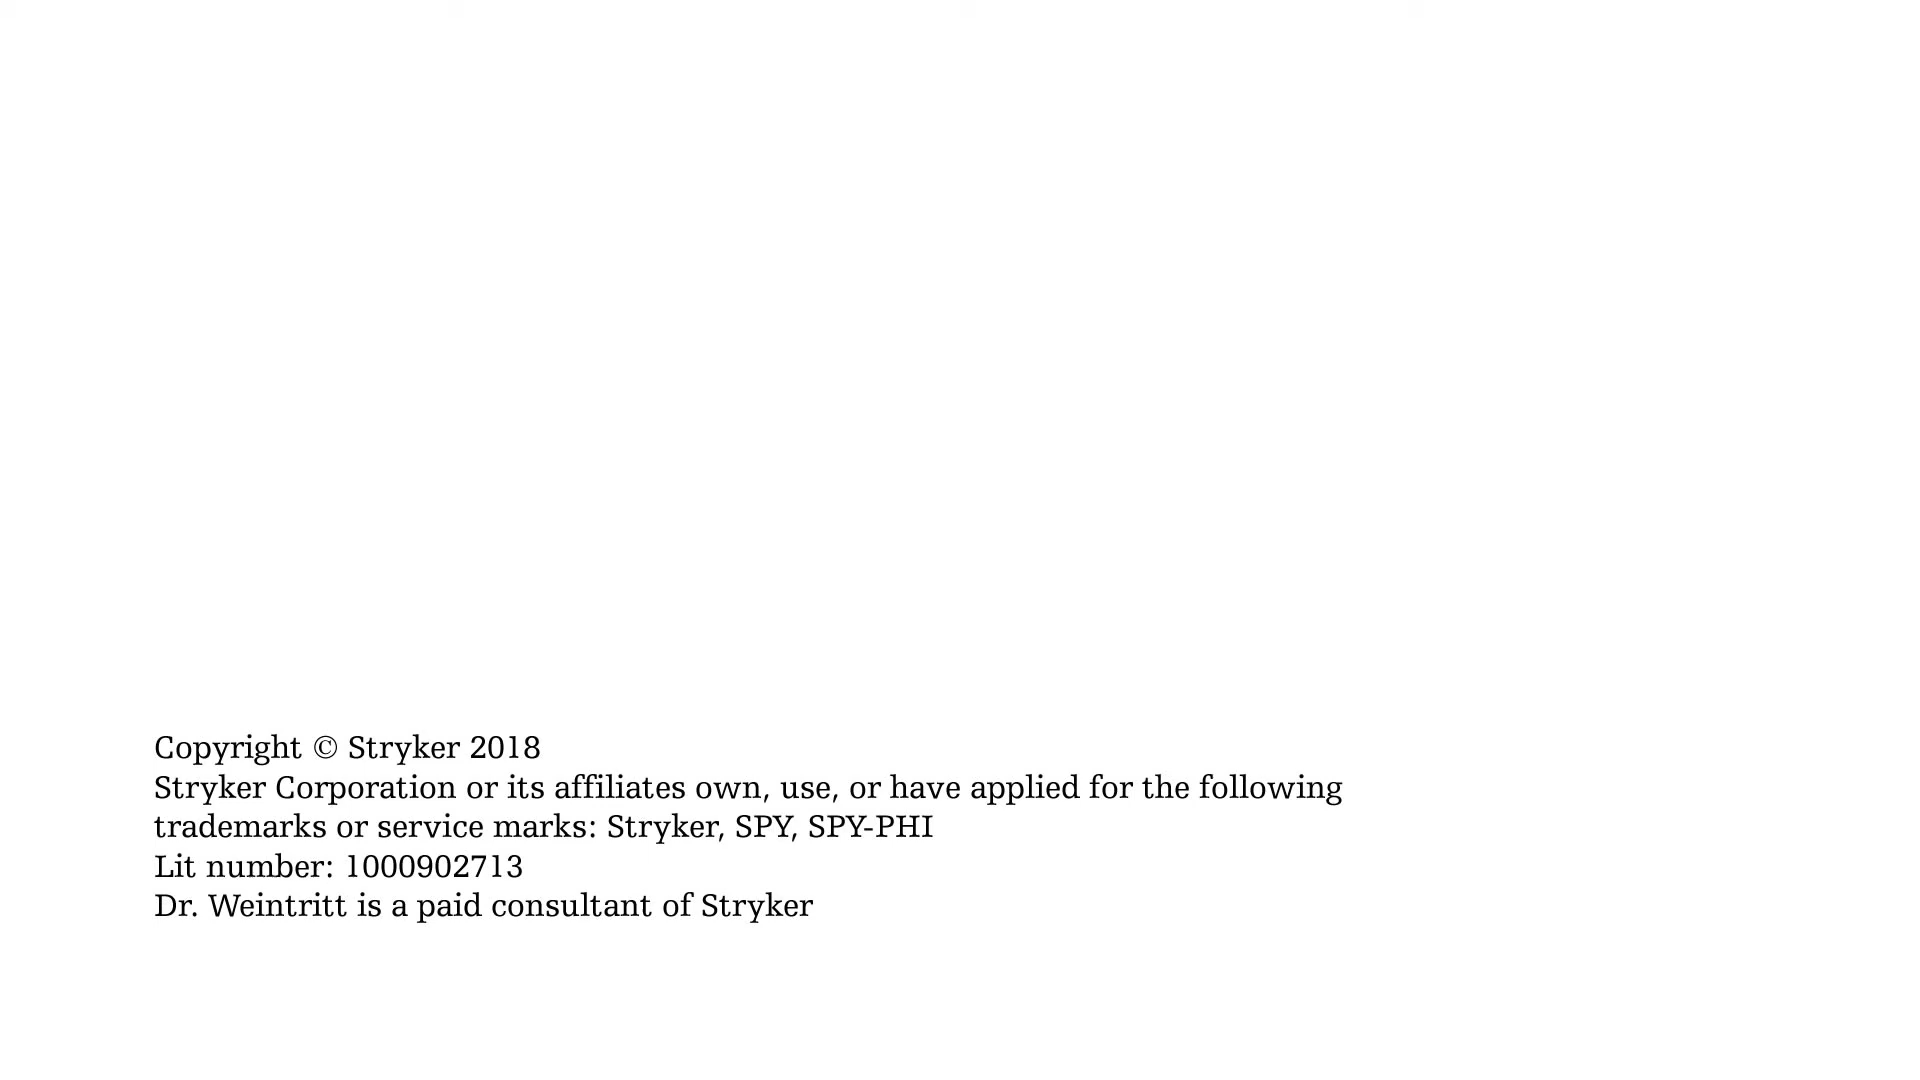 Copyright © Stryker 2018
Stryker Corporation or its affiliates own, use, or have applied for the following
trademarks or service marks: Stryker, SPY, SPY-PHI
Lit number: 1000902713
Dr. Weintritt is a paid consultant of Stryker